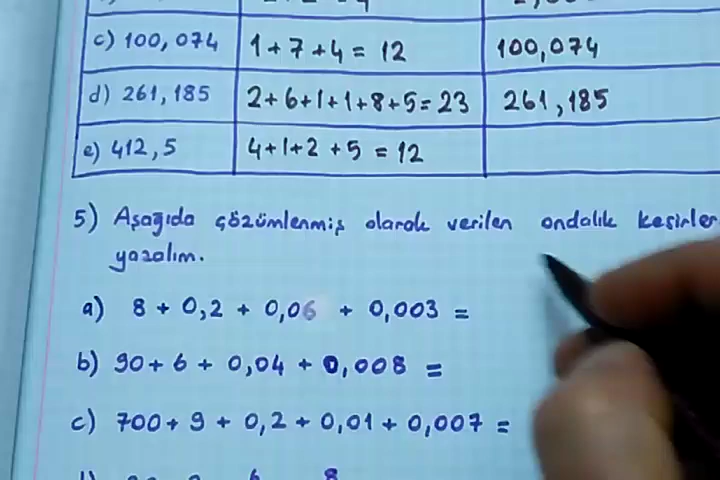 c) 100,074 1+7+4 = 12 100,074
d) 261,185 2+6+1+1+8+5=23 261,185
e) 412,5 4+1+2+5 = 12
5) Aşağıda çözümlenmiş olarak verilen ondalık kesirler
yazalım.
a) 8 + 0,2 + 0,06 + 0,003 =
b) 90+ 6 + 0,04 + 0,008 =
c) 700+ 9 + 0,2 + 0,01 + 0,007 =